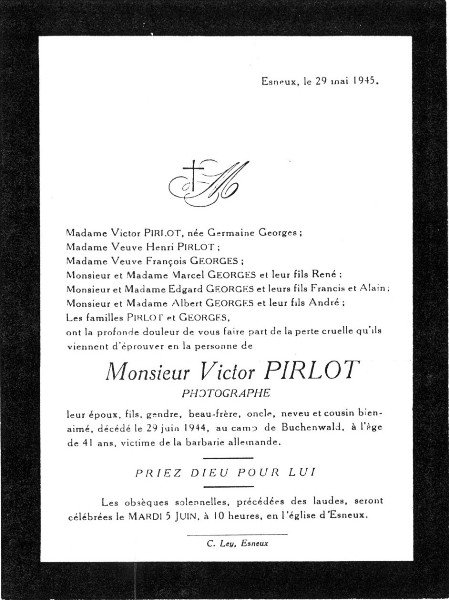 Esneux, le 29 mai 1945.
M
Madame Victor PIRLOT, née Germaine Georges ;
Madame Veuve Henri PIRLOT ;
Madame Veuve François GEORGES ;
Monsieur et Madame Marcel GEORGES et leur fils René ;
Monsieur et Madame Edgard GEORGES et leurs fils Francis et Alain ;
Monsieur et Madame Albert GEORGES et leur fils André ;
Les familles PIRLOT et GEORGES,
ont la profonde douleur de vous faire part de la perte cruelle qu'ils
viennent d'éprouver en la personne de
Monsieur Victor PIRLOT
PHOTOGRAPHE
leur époux, fils, gendre, beau-frère, oncle, neveu et cousin bien-
aimé, décédé le 29 juin 1944, au camp de Buchenwald, à l'âge
de 41 ans, victime de la barbarie allemande.
PRIEZ DIEU POUR LUI
Les obsèques solennelles, précédées des laudes, seront
célébrées le MARDI 5 JUIN, à 10 heures, en l'église d'Esneux.
C. Ley, Esneux